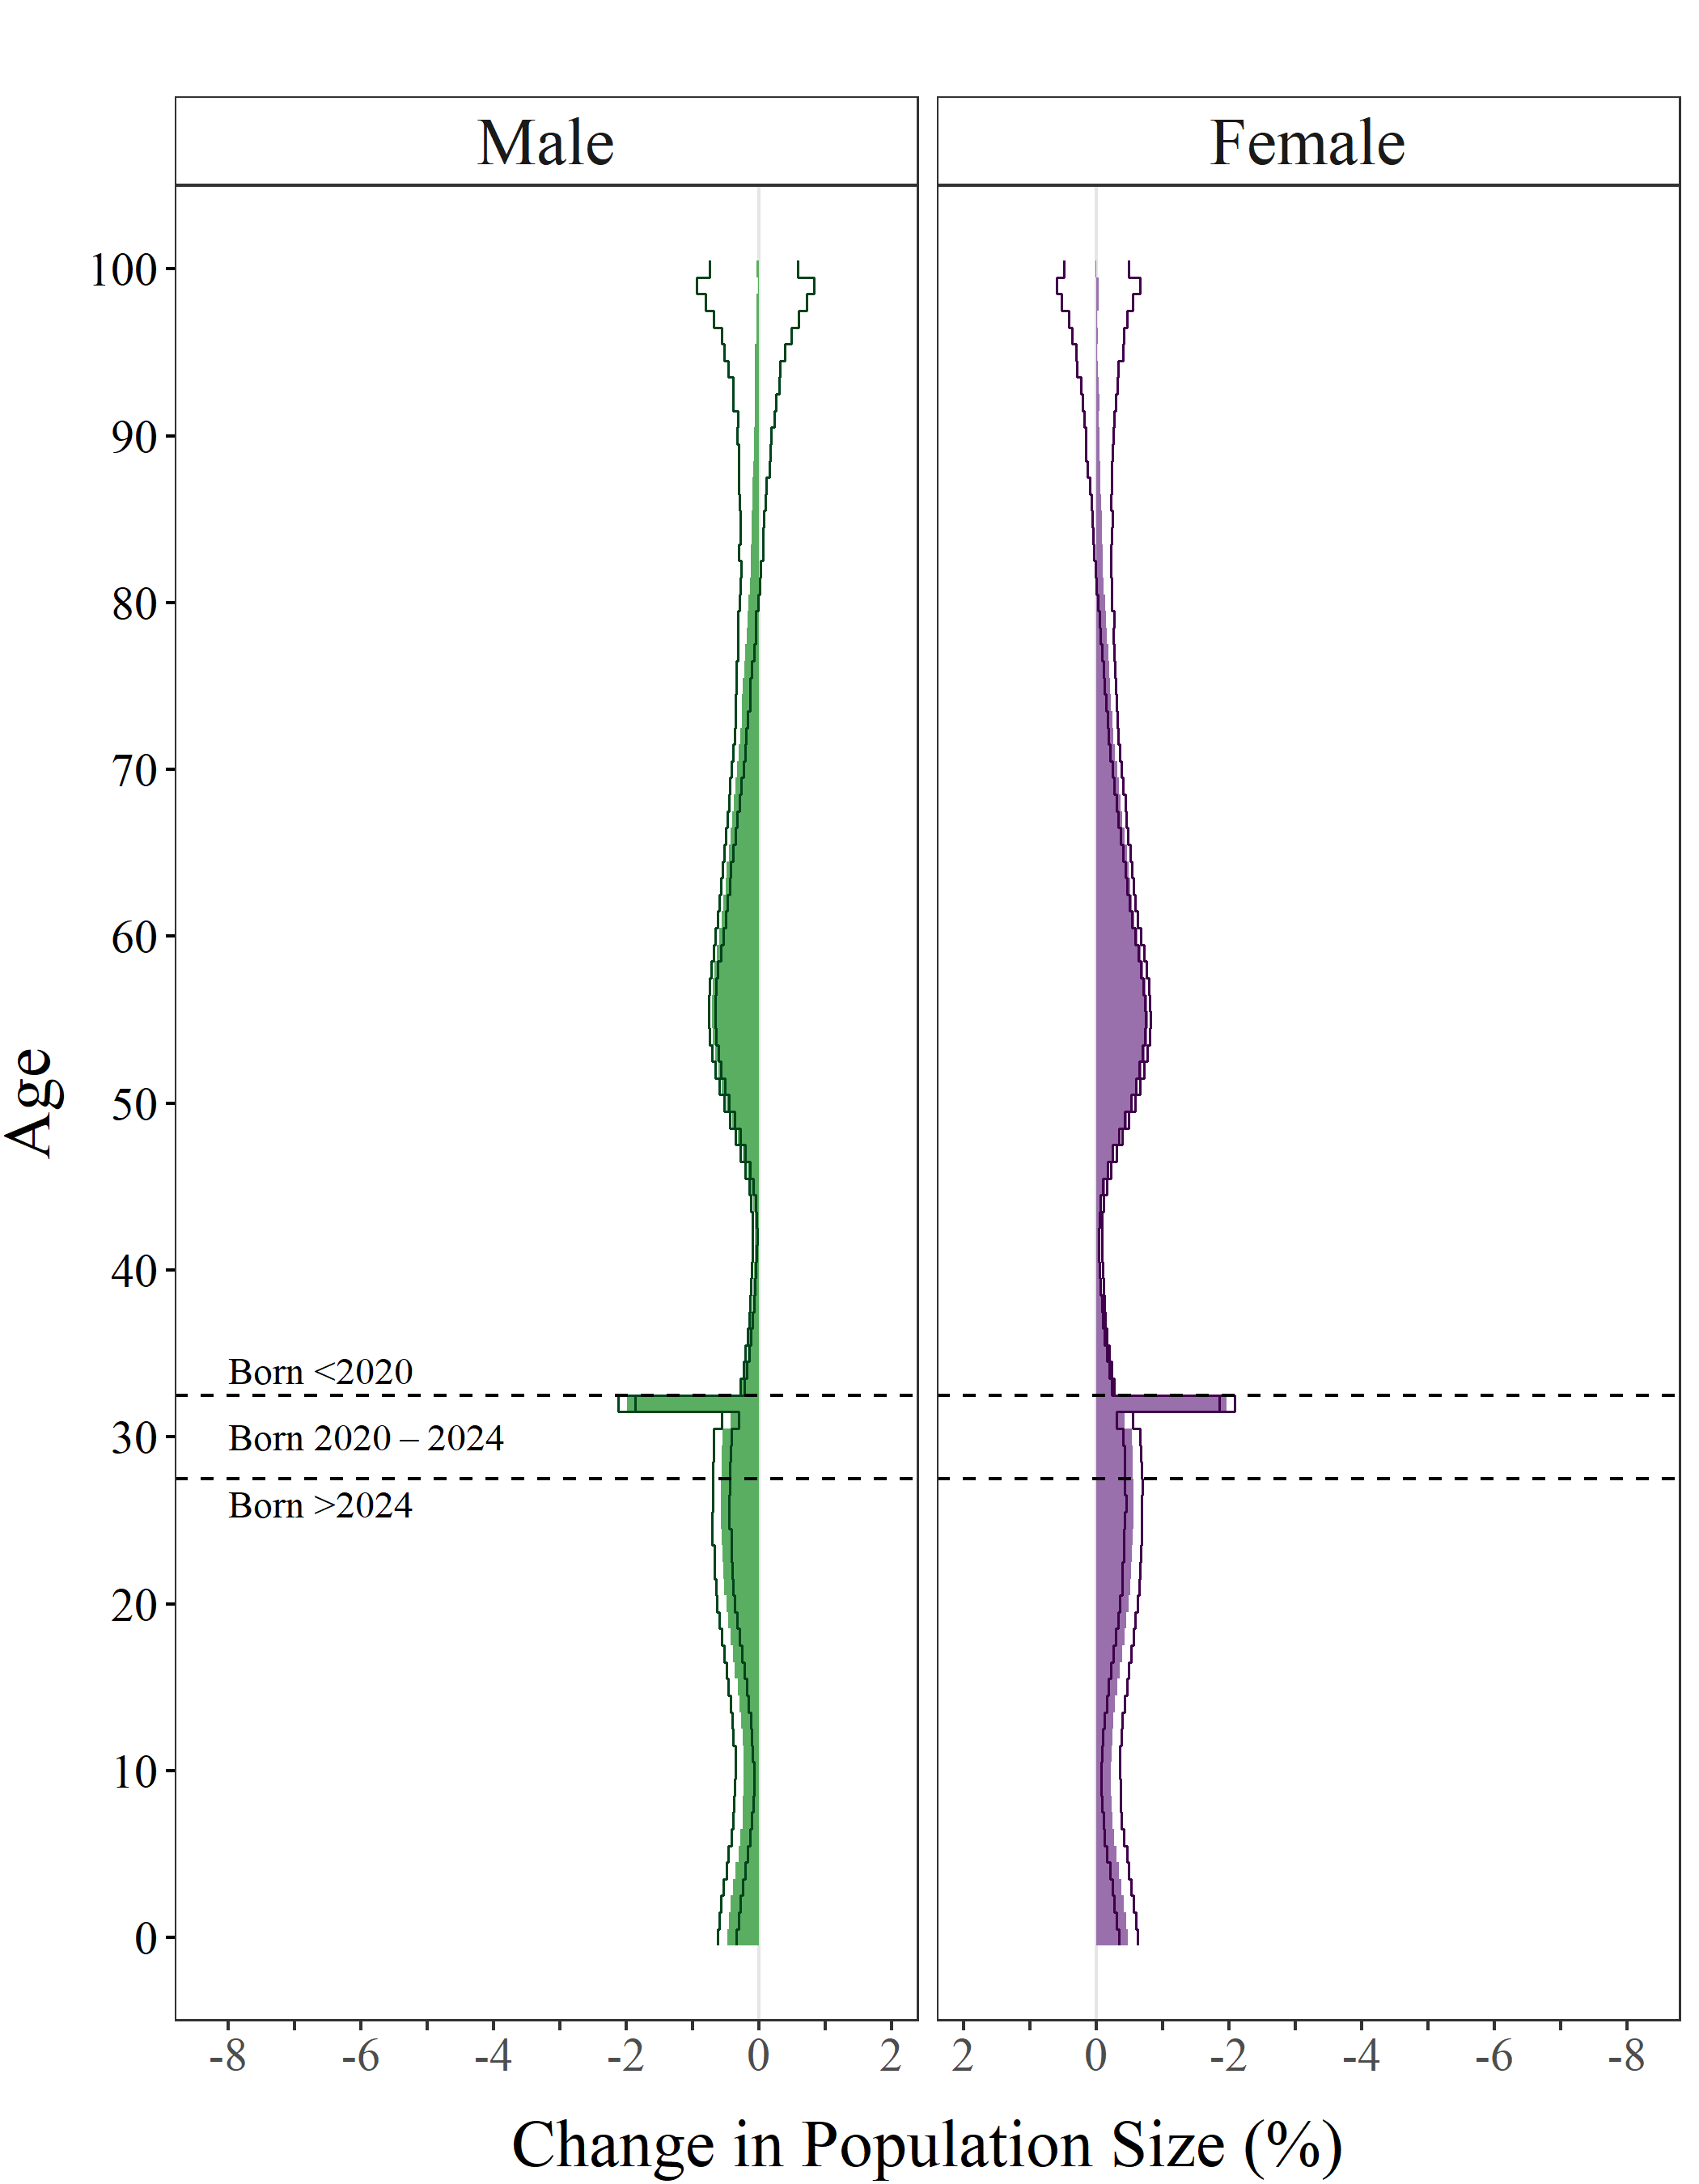 Male
Female
100
90
80
70
60
50
40
30
20
10
0
Age
Born <2020
Born 2020 – 2024
Born >2024
-8 -6 -4 -2 0 2
2 0 -2 -4 -6 -8
Change in Population Size (%)